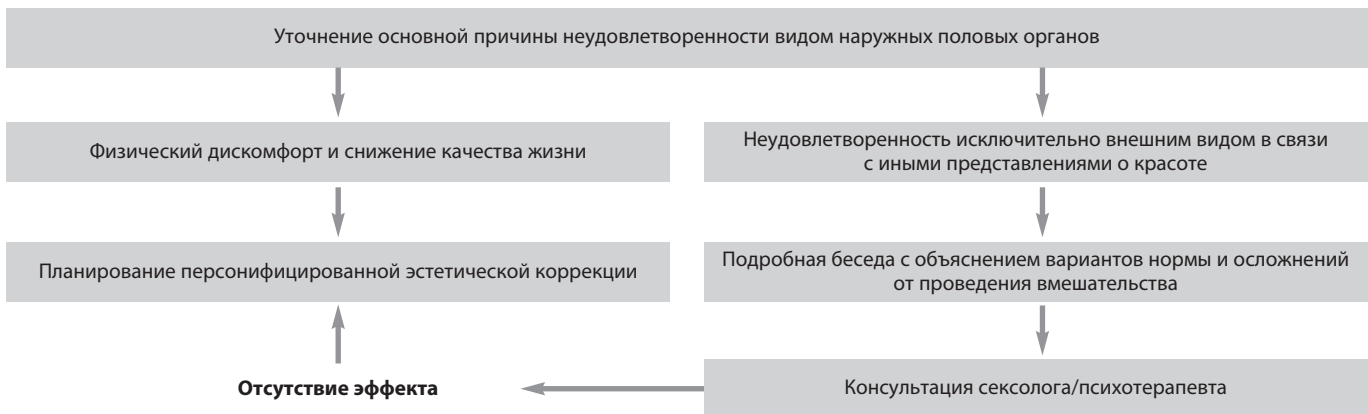 Уточнение основной причины неудовлетворенности видом наружных половых органов
Физический дискомфорт и снижение качества жизни
Неудовлетворенность исключительно внешним видом в связи
с иными представлениями о красоте
Планирование персонифицированной эстетической коррекции
Подробная беседа с объяснением вариантов нормы и осложнений
от проведения вмешательства
Отсутствие эффекта
Консультация сексолога/психотерапевта